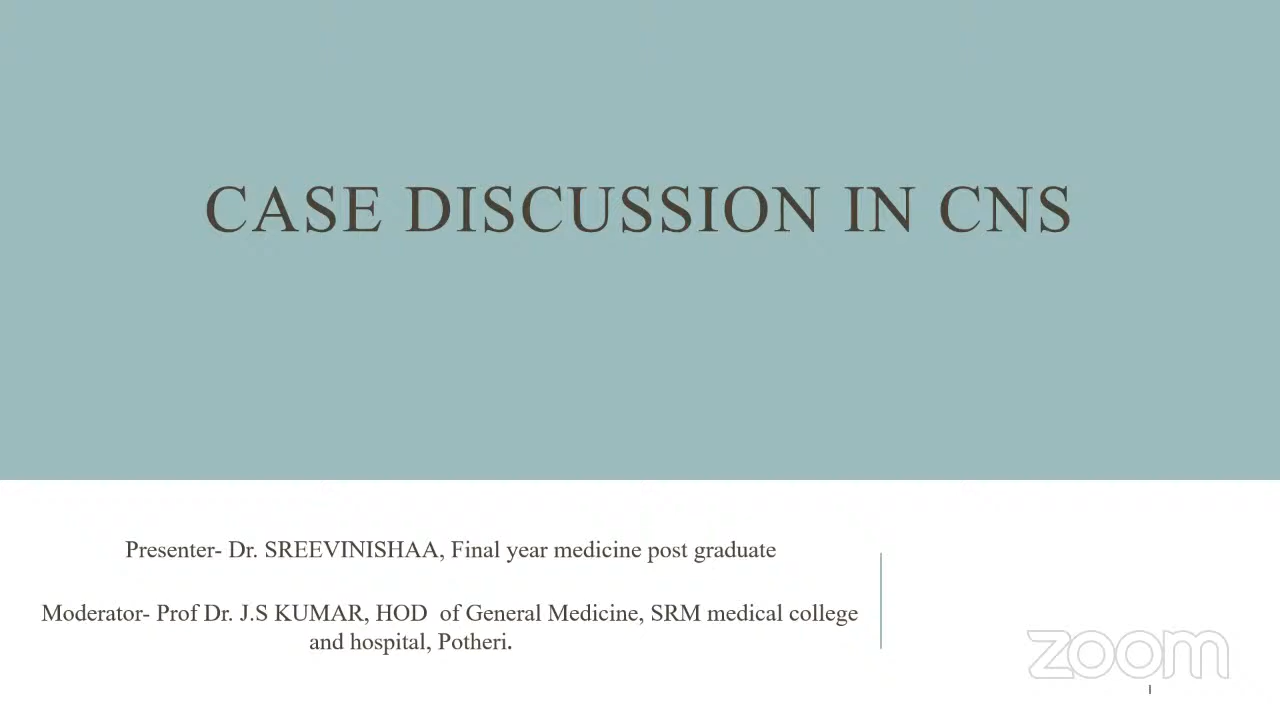 CASE DISCUSSION IN CNS
Presenter- Dr. SREEVINISHAA, Final year medicine post graduate
Moderator- Prof Dr. J.S KUMAR, HOD of General Medicine, SRM medical college
and hospital, Potheri.
zoom
1